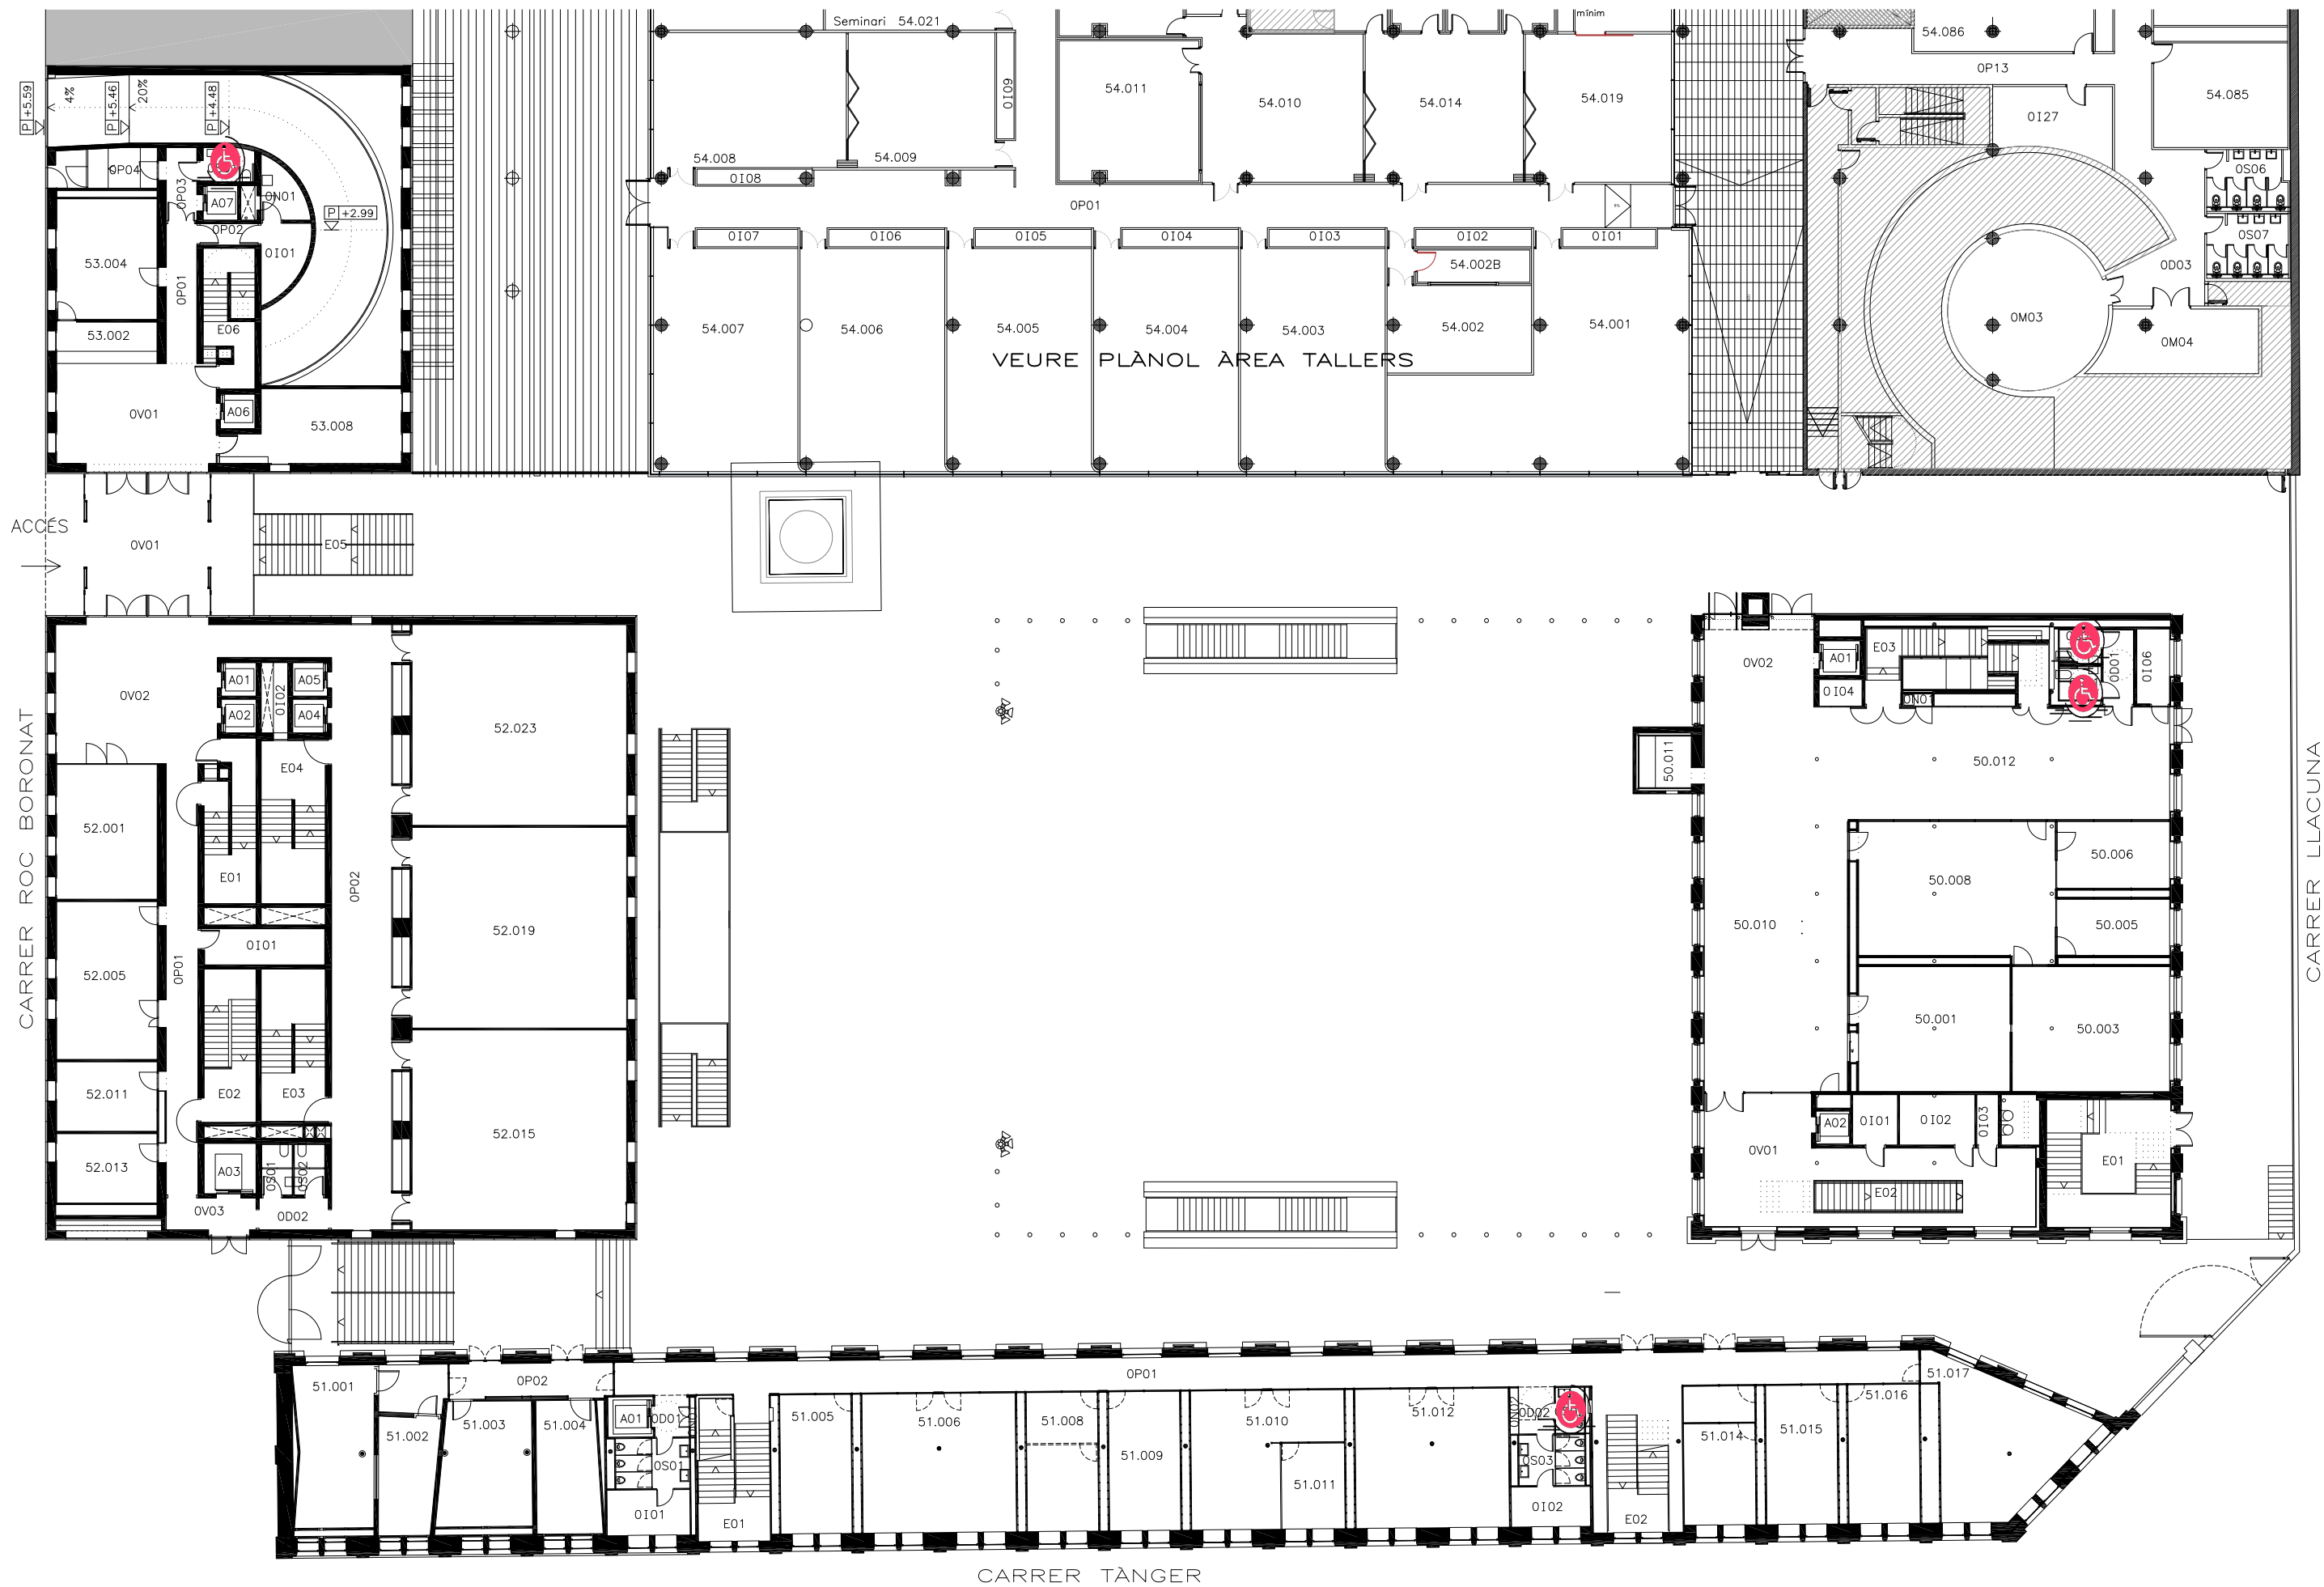 Seminari 54.021
mínim
54.086
0P13
54.085
P +5.59
4%
P +5.46
20%
P +4.48
0I09
54.011
54.010
54.014
54.019
0I27
54.008
54.009
0I08
0P04
0P03
A07
0N01
0P02
0I01
P +2.99
0P01
0S06
0S07
0D03
0I07
0I06
0I05
0I04
0I03
0I02
0I01
54.002B
53.004
0P01
E06
53.002
54.007
54.006
54.005
54.004
54.003
54.002
54.001
0M03
0M04
VEURE PLÀNOL ÀREA TALLERS
0V01
A06
53.008
ACCÉS
0V01
E05
0V02
A01
A02
0I02
A05
A04
52.023
E04
52.001
E01
0P02
52.019
0I01
0P01
52.005
E02
E03
52.011
52.013
52.015
A03
0S01
0S02
0V03
0D02
CARRER ROC BORONAT
0V02
A01
0I04
E03
0N01
0D01
0I06
50.011
50.012
50.006
50.008
50.005
50.010
50.001
50.003
A02
0I01
0I02
0I03
0V01
E02
E01
CARRER LLACUNA
51.001
0P02
0P01
51.017
51.002
51.003
51.004
A01
0D01
0S01
0I01
E01
51.005
51.006
51.008
51.009
51.010
51.011
51.012
0N02
0D02
0S03
0I02
E02
51.014
51.015
51.016
CARRER TÀNGER